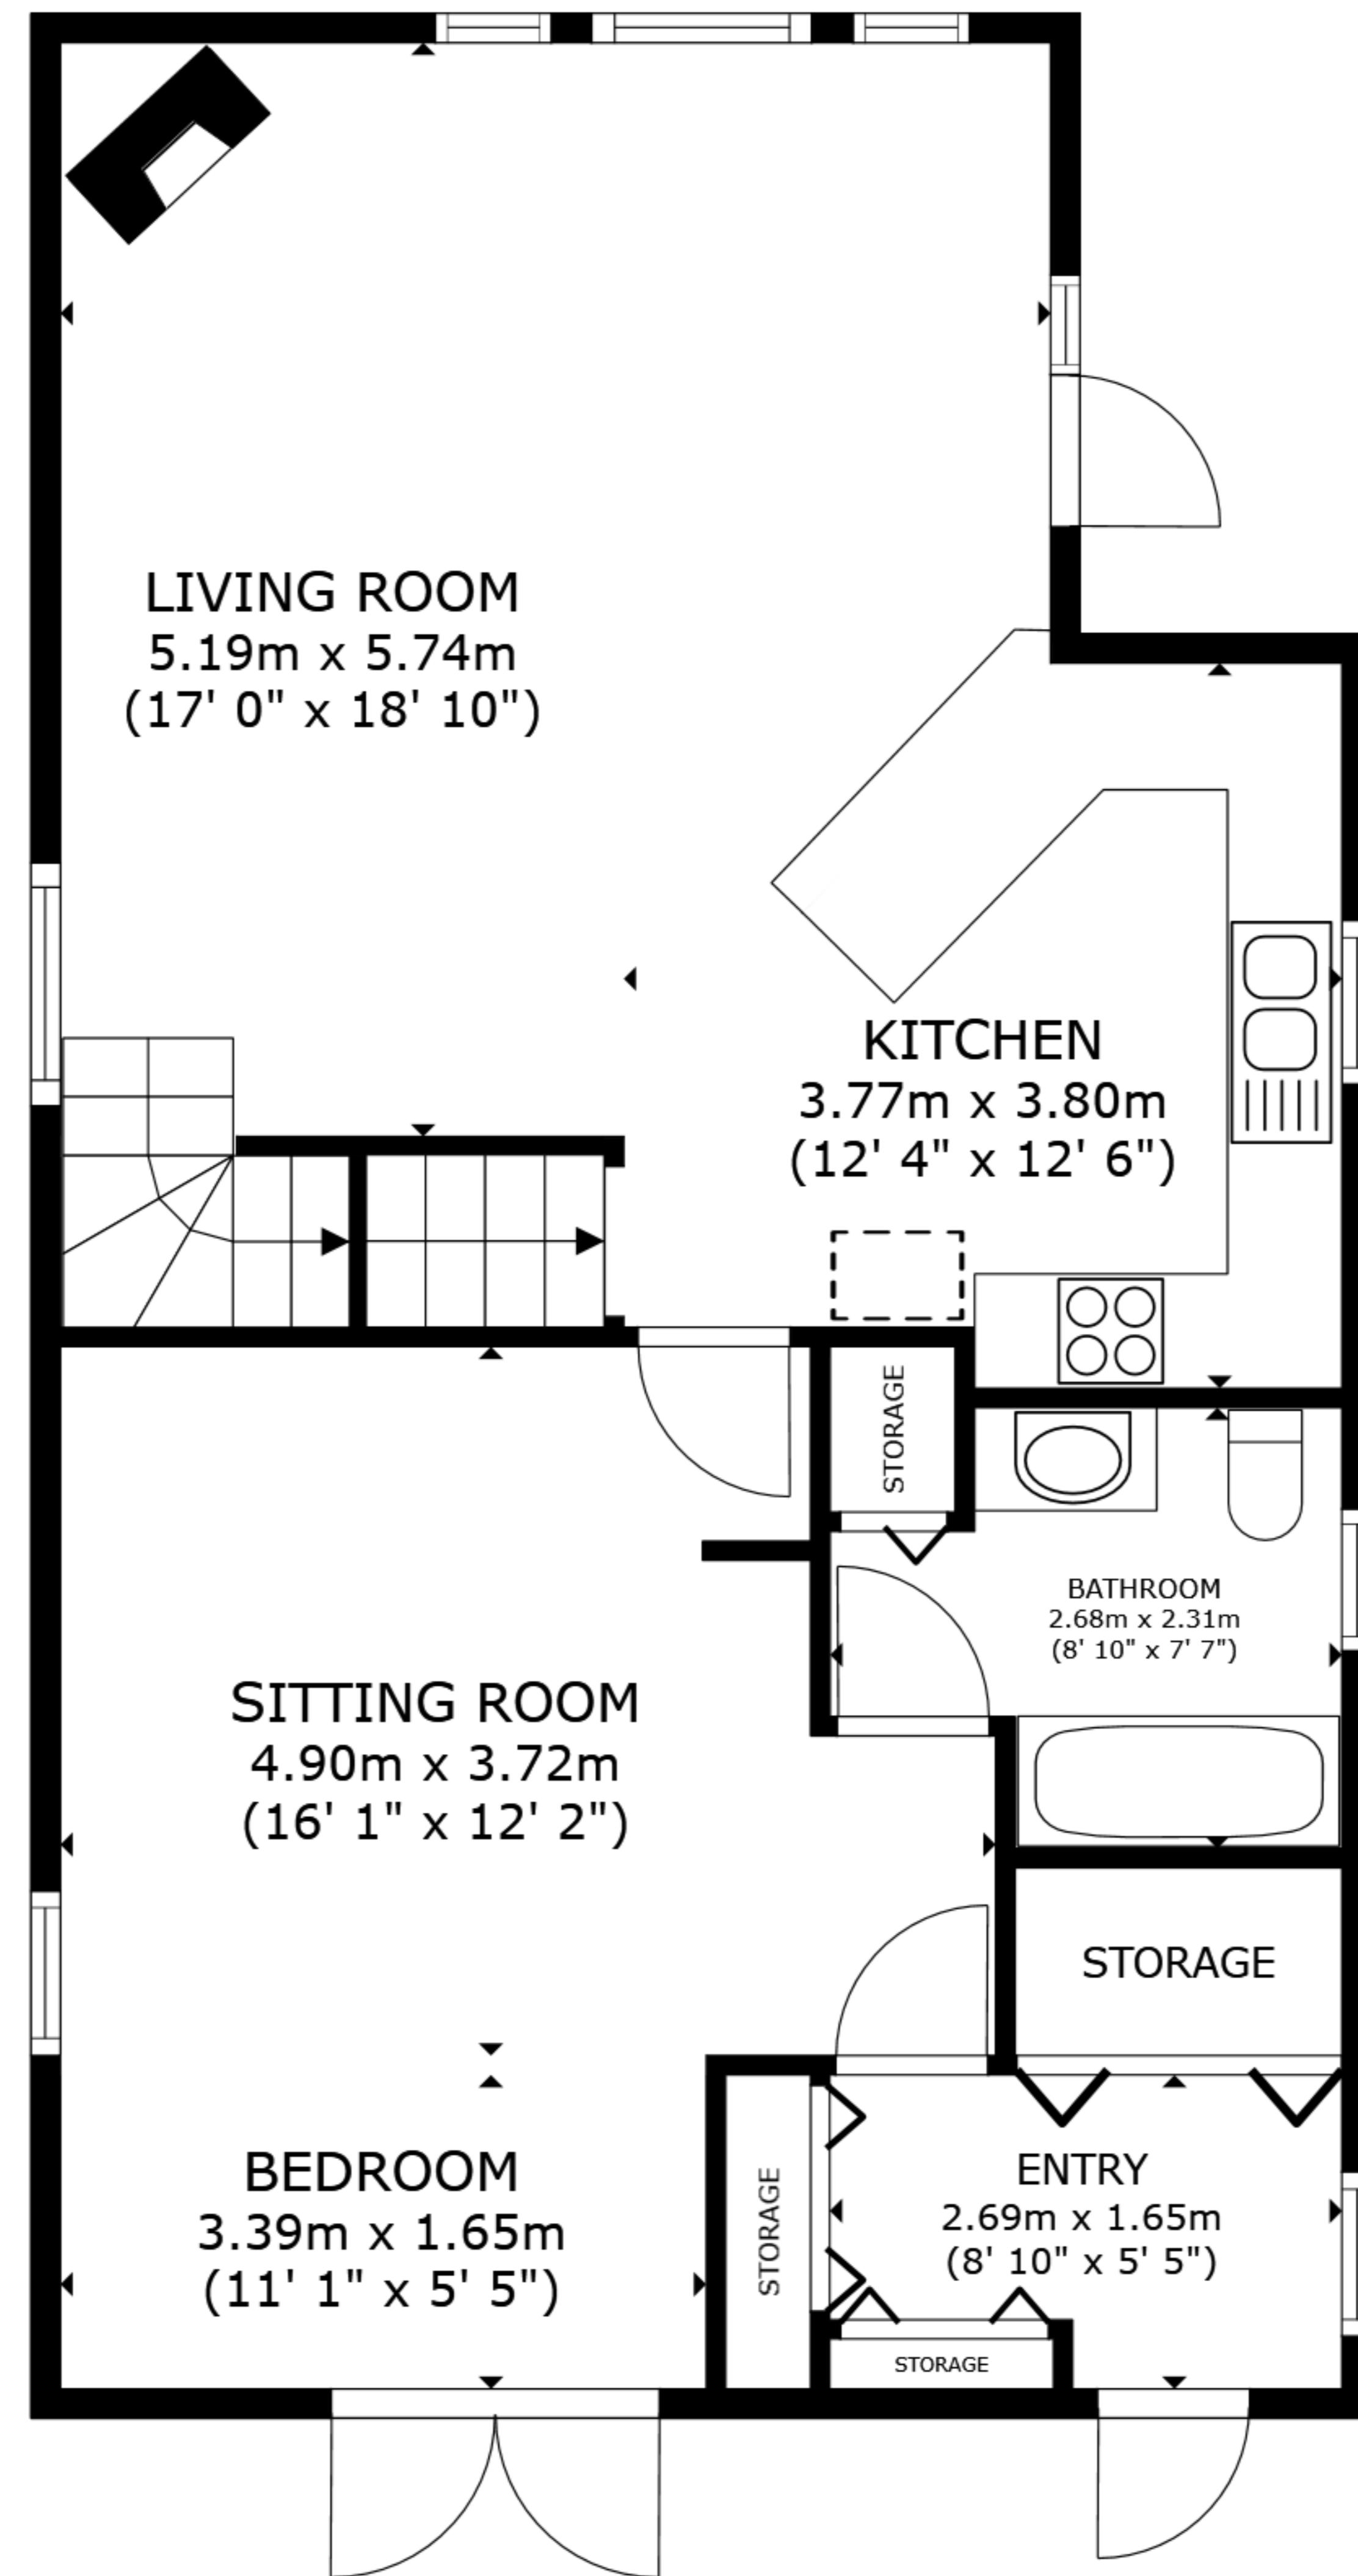 LIVING ROOM
5.19m x 5.74m
(17' 0" x 18' 10")
KITCHEN
3.77m x 3.80m
(12' 4" x 12' 6")
STORAGE
BATHROOM
2.68m x 2.31m
(8' 10" x 7' 7")
SITTING ROOM
4.90m x 3.72m
(16' 1" x 12' 2")
STORAGE
BEDROOM
3.39m x 1.65m
(11' 1" x 5' 5")
STORAGE
ENTRY
2.69m x 1.65m
(8' 10" x 5' 5")
STORAGE